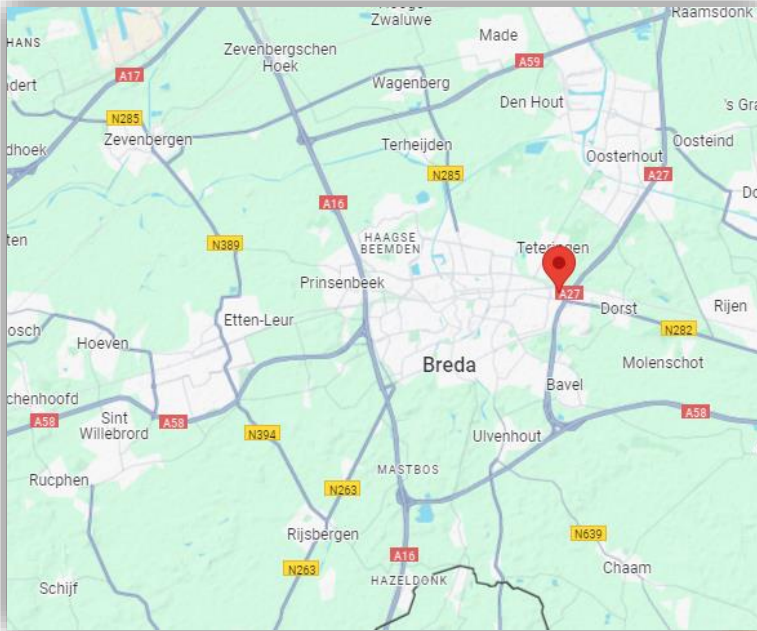 Zwaluwe
Raamsdonk
Made
HANS
Zevenbergschen
Hoek
A59
A17
Wagenberg
dert
Den Hout
's Gra
N285
Zevenbergen
Terheijden
Oosteind
dhoek
Oosterhout
N285
A27
Do
A16
ten
N389
HAAGSE
BEEMDEN
Teteringen
Prinsenbeek
A27
Etten-Leur
Dorst
Rijen
osch
Hoeven
N282
Breda
Molenschot
Bavel
chenhoofd
A58
Sint
Willebrord
A58
A58
N394
Ulvenhout
Rucphen
MASTBOS
N263
Rijsbergen
N639
A16
N263
Chaam
Schijf
HAZELDONK